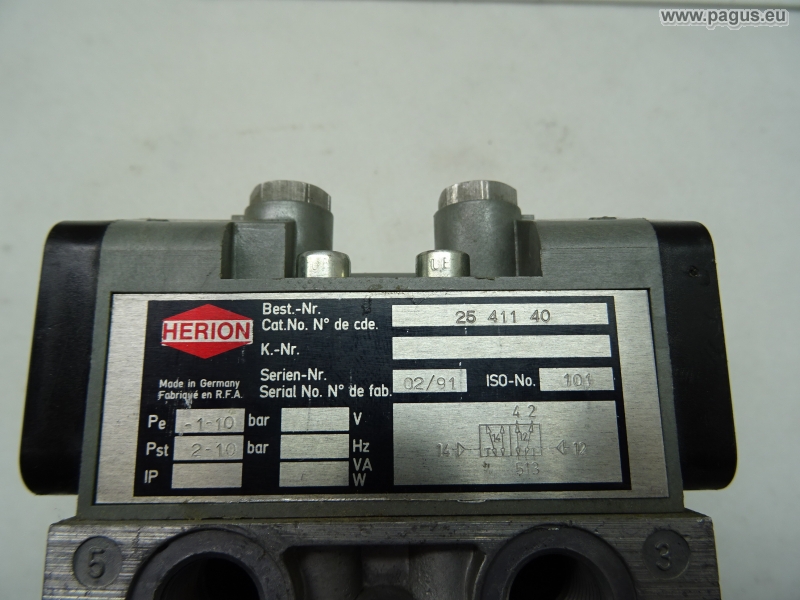 www.pagus.eu
HERION
Best.-Nr.
Cat.No. N° de cde. 25 411 40
K.-Nr.
Serien-Nr.
Serial No. N° de fab. 02/91 ISO-No. 101
Made in Germany
Fabriqué en R.F.A.
Pe -1-10 bar V
Pst 2-10 bar Hz
IP VA
W
4 2
14 14 12 12
5 1 3
5 3